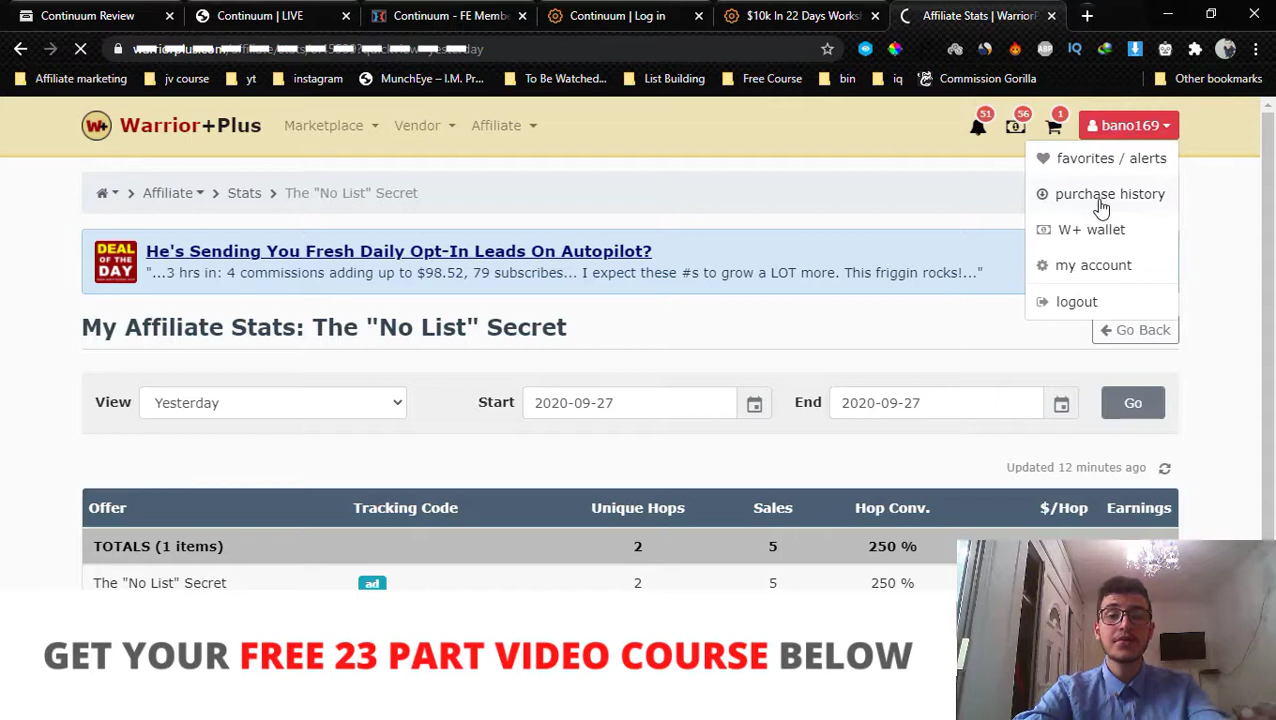 Continuum Review
Continuum | LIVE
Continuum - FE Memb
Continuum | Log in
$10k In 22 Days Works
Affiliate Stats | Warrior
Affiliate marketing
jv course
yt
instagram
MunchEye – I.M. Pr...
To Be Watched...
List Building
Free Course
bin
iq
Commission Gorilla
Other bookmarks
W+ Warrior+Plus
Marketplace
Vendor
Affiliate
51
56
1
bano169
favorites / alerts
purchase history
W+ wallet
my account
logout
Affiliate
Stats
The "No List" Secret
DEAL OF THE DAY
He's Sending You Fresh Daily Opt-In Leads On Autopilot!
"...3 hrs in: 4 commissions adding up to $98.52, 79 subscribes... I expect these #s to grow a LOT more. This friggin rocks!..."
My Affiliate Stats: The "No List" Secret
Go Back
View
Yesterday
Start
2020-09-27
End
2020-09-27
Go
Updated 12 minutes ago
Offer
Tracking Code
Unique Hops
Sales
Hop Conv.
$/Hop
Earnings
TOTALS (1 items)
2
5
250 %
The "No List" Secret
ad
2
5
250 %
GET YOUR FREE 23 PART VIDEO COURSE BELOW